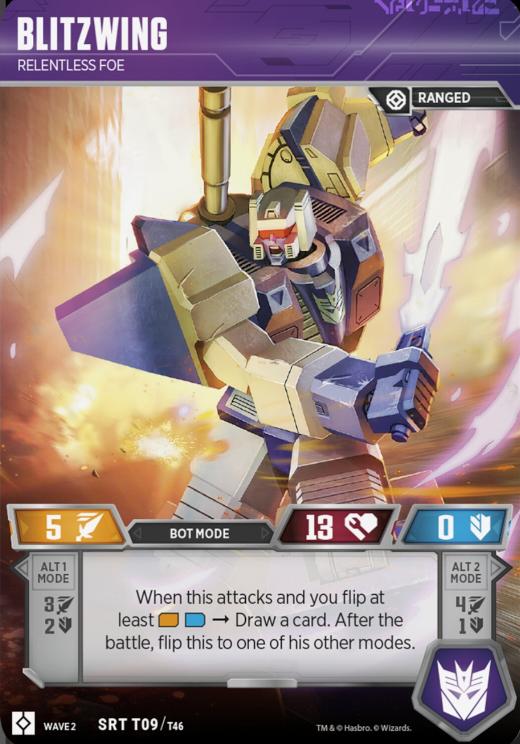 BLITZWING
RELENTLESS FOE
RANGED
5
BOT MODE
13
0
ALT 1
MODE
3
2
ALT 2
MODE
4
1
When this attacks and you flip at
least → Draw a card. After the
battle, flip this to one of his other modes.
WAVE 2 SRT T09/T46
TM & © Hasbro. © Wizards.